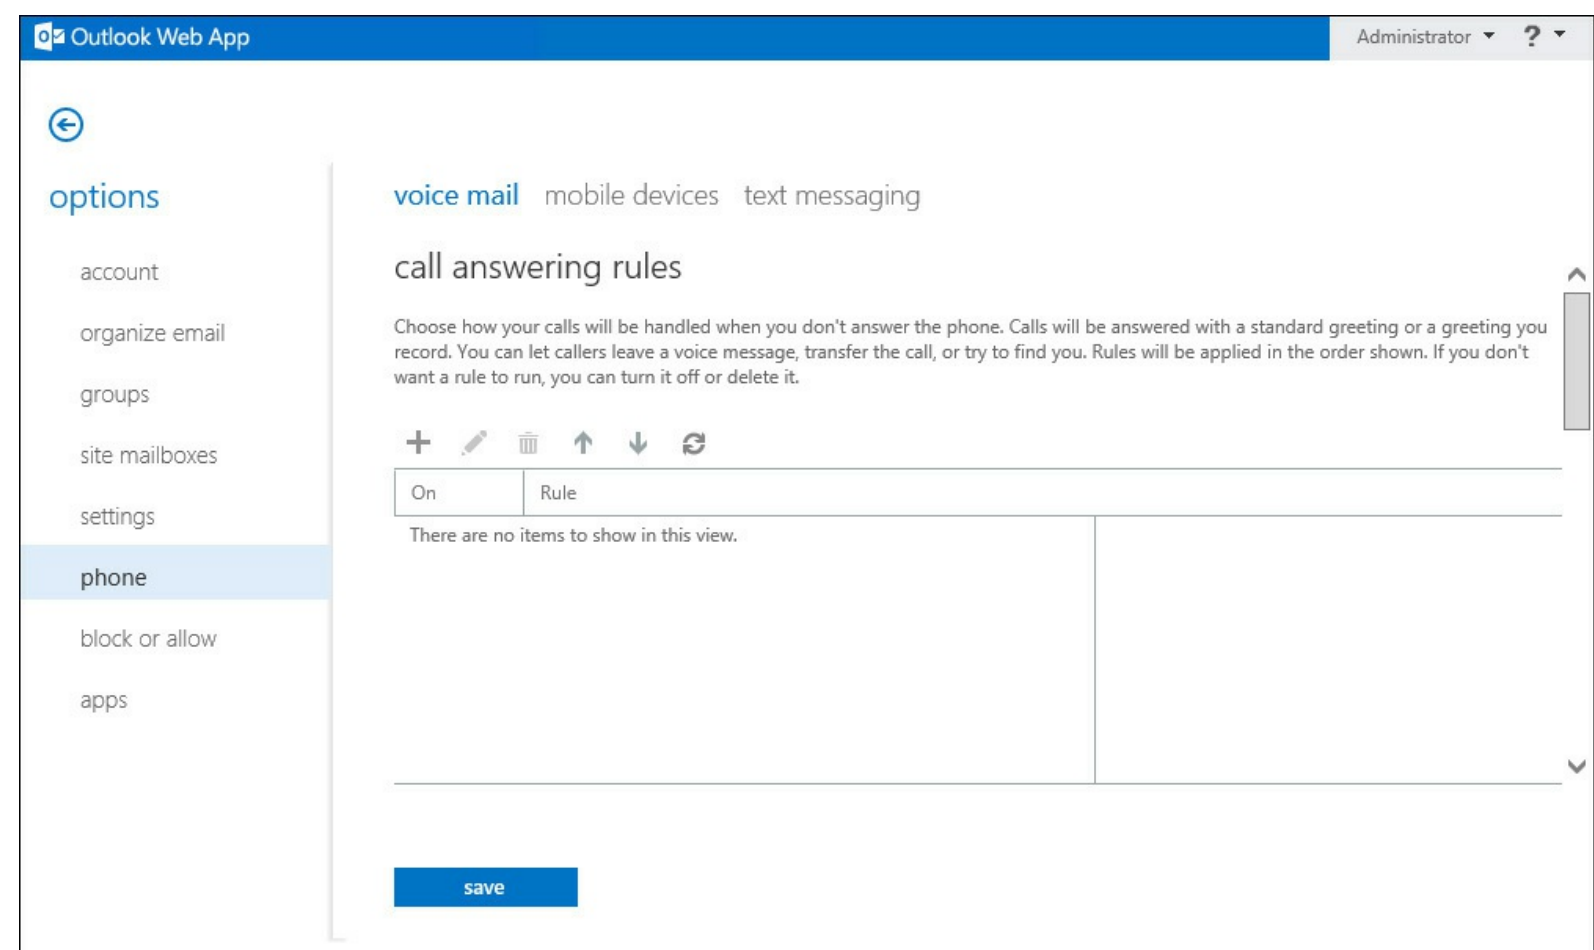 Outlook Web App
Administrator ?
options
account
organize email
groups
site mailboxes
settings
phone
block or allow
apps
voice mail mobile devices text messaging
call answering rules
Choose how your calls will be handled when you don't answer the phone. Calls will be answered with a standard greeting or a greeting you
record. You can let callers leave a voice message, transfer the call, or try to find you. Rules will be applied in the order shown. If you don't
want a rule to run, you can turn it off or delete it.
On Rule
There are no items to show in this view.
save